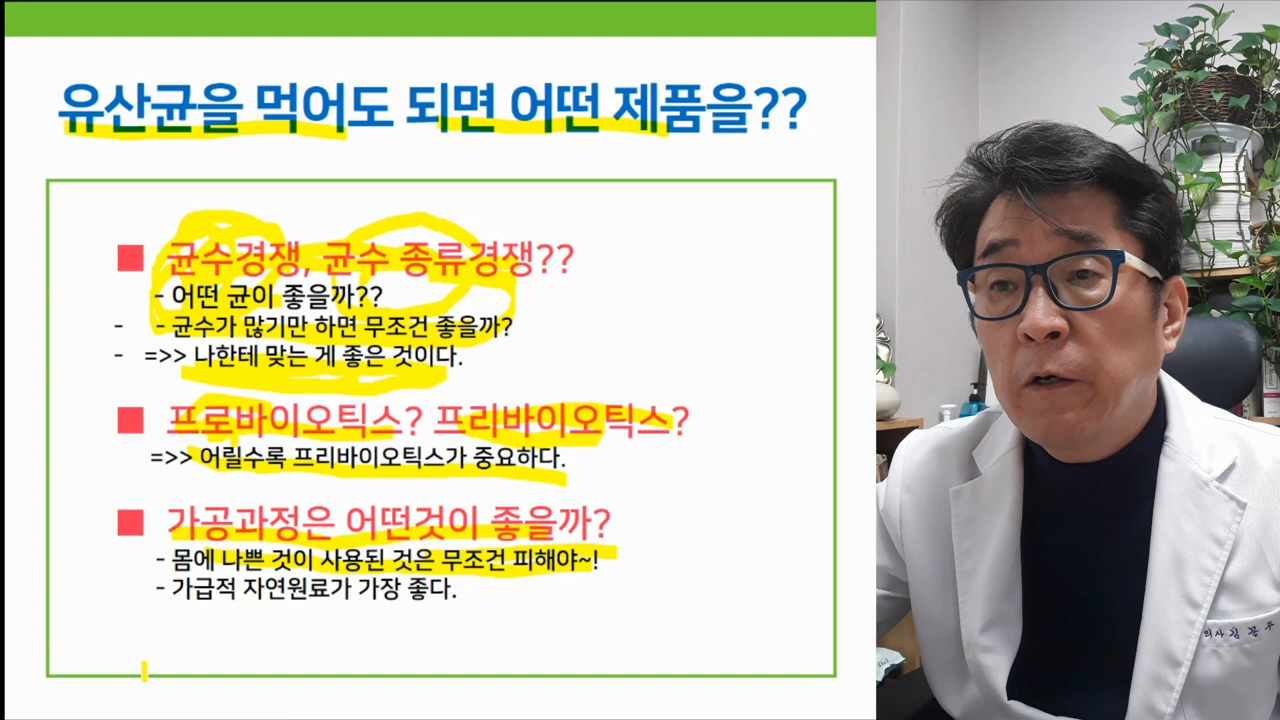 유산균을 먹어도 되면 어떤 제품을??
■ 균수경쟁, 균수 종류경쟁??
- 어떤 균이 좋을까??
- - 균수가 많기만 하면 무조건 좋을까?
- =>> 나한테 맞는 게 좋은 것이다.
■ 프로바이오틱스? 프리바이오틱스?
=>> 어릴수록 프리바이오틱스가 중요하다.
■ 가공과정은 어떤것이 좋을까?
- 몸에 나쁜 것이 사용된 것은 무조건 피해야~!
- 가급적 자연원료가 가장 좋다.